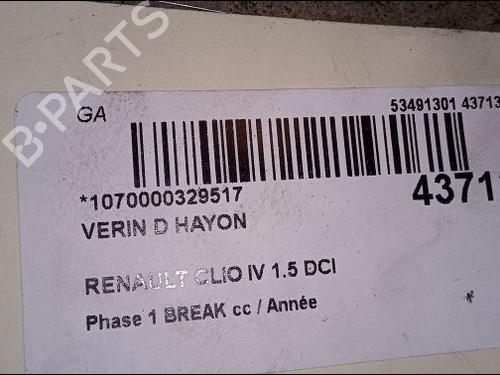 B-PARTS
GA
53491301 43713
*1070000329517
4371
VERIN D HAYON
RENAULT CLIO IV 1.5 DCI
Phase 1 BREAK cc / Année